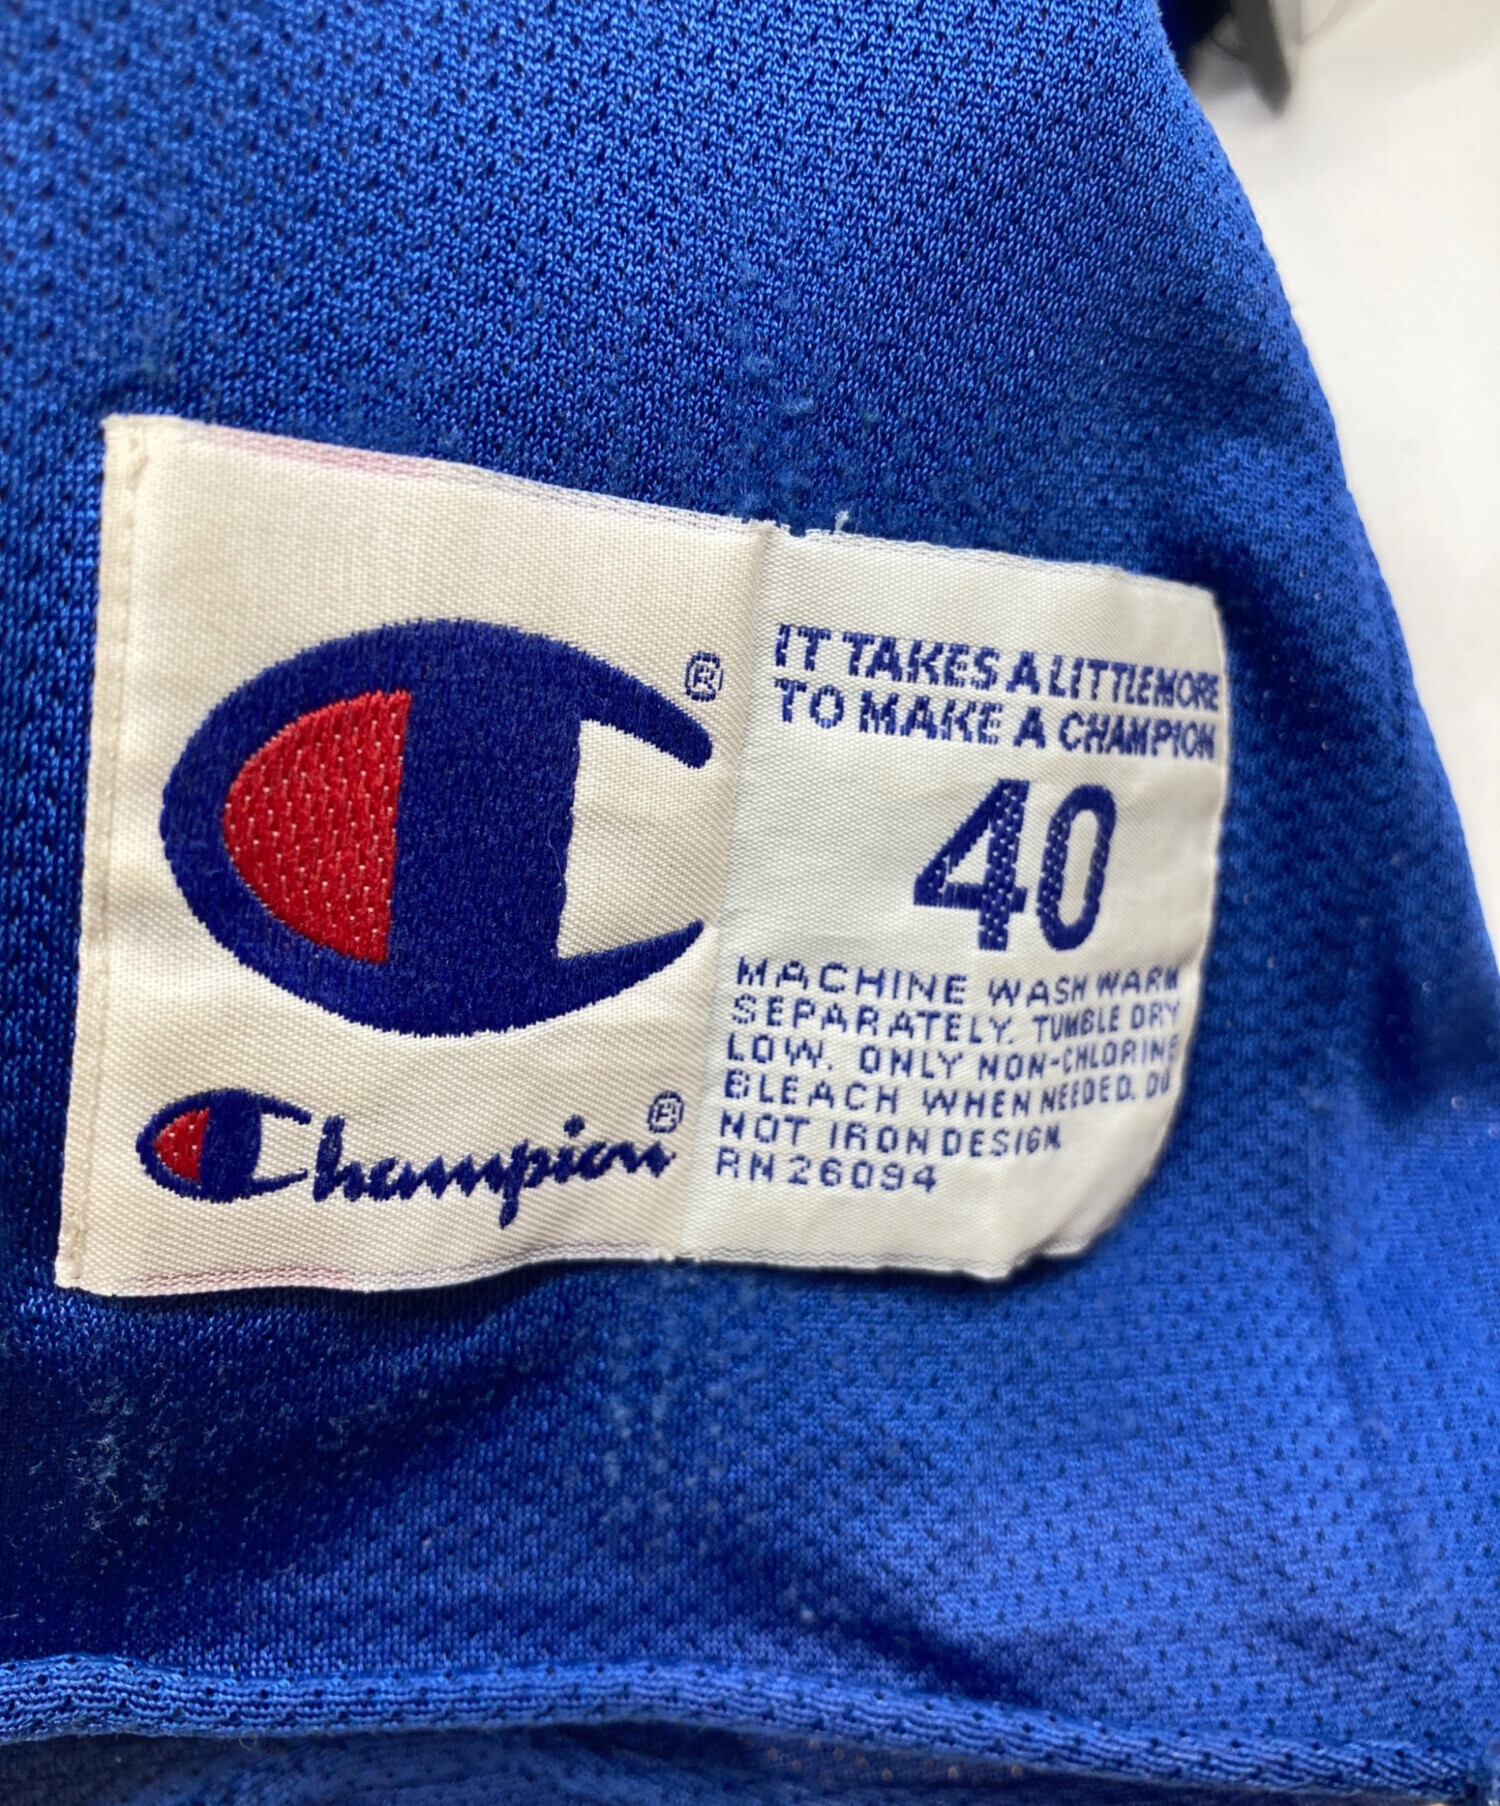 IT TAKES A LITTLE MORE
TO MAKE A CHAMPION
40
MACHINE WASH WARM
SEPARATELY. TUMBLE DRY
LOW. ONLY NON-CHLORINE
BLEACH WHEN NEEDED. DO
NOT IRON DESIGN.
RN 26094
®
Champion®